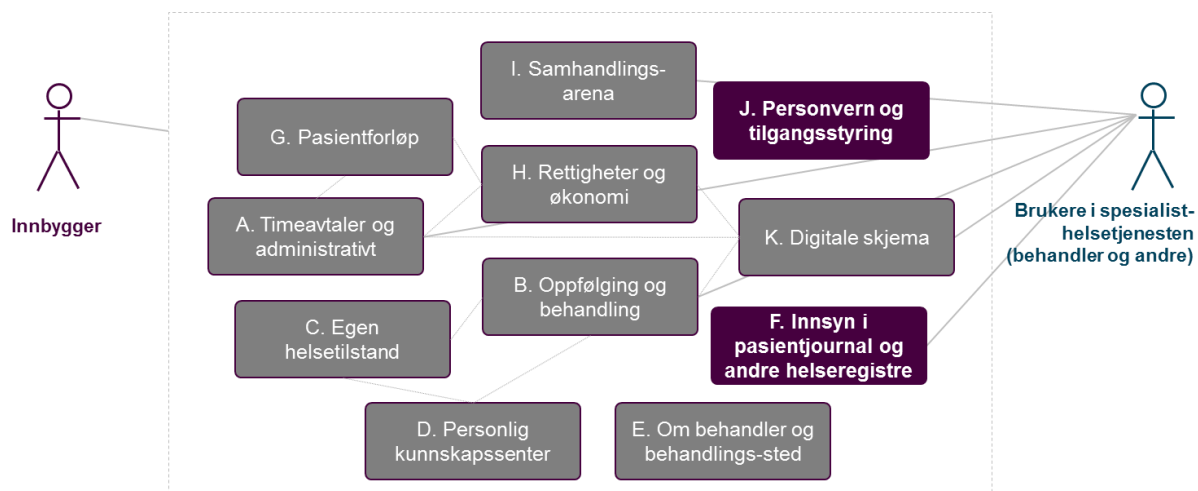 I. Samhandlings-
arena
J. Personvern og
tilgangsstyring
G. Pasientforløp
H. Rettigheter og
økonomi
Innbygger
A. Timeavtaler og
administrativt
K. Digitale skjema
Brukere i spesialist-
helsetjenesten
(behandler og andre)
B. Oppfølging og
behandling
C. Egen
helsetilstand
F. Innsyn i
pasientjournal og
andre helseregistre
D. Personlig
kunnskapssenter
E. Om behandler og
behandlings-sted